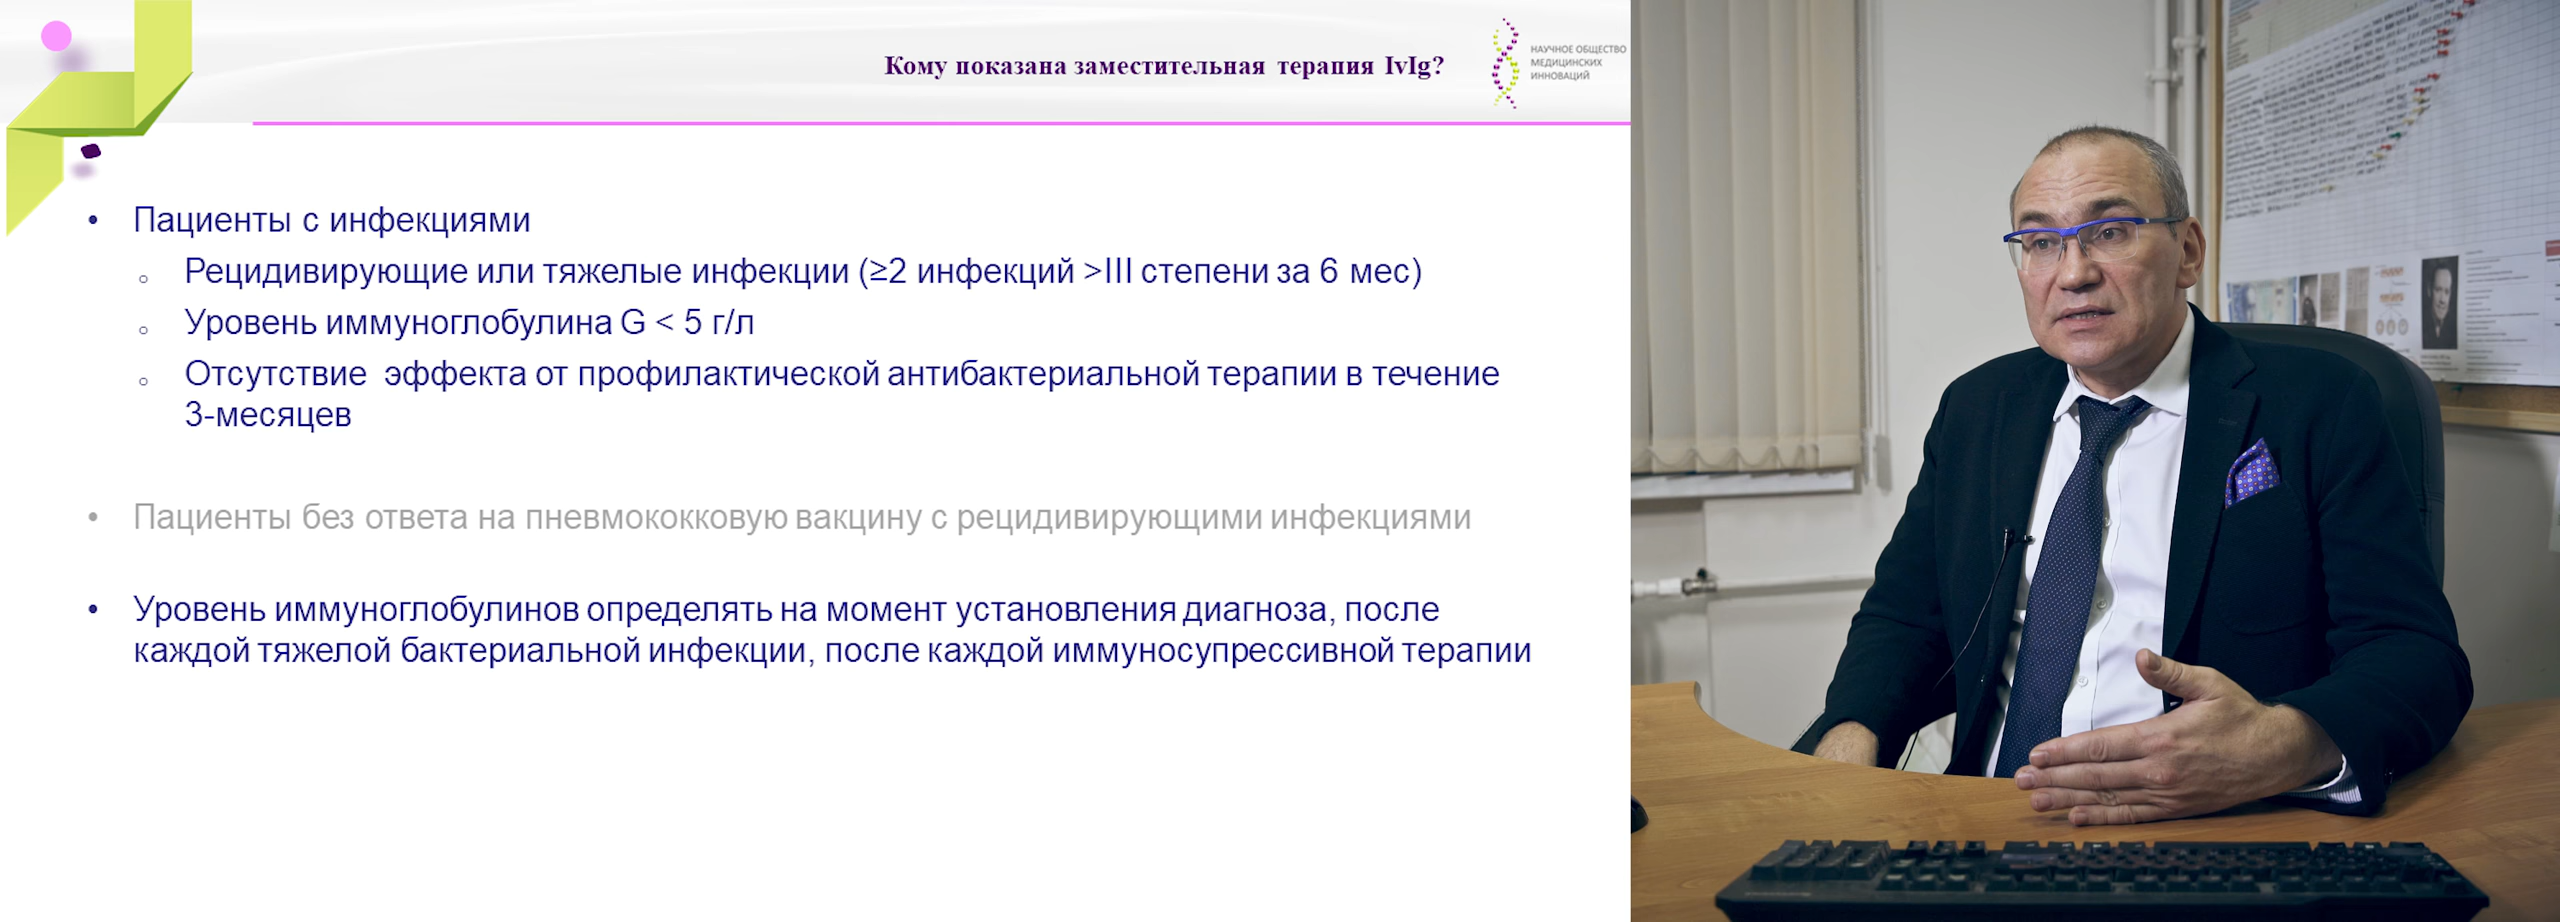 Кому показана заместительная терапия IvIg?
НАУЧНОЕ ОБЩЕСТВО
МЕДИЦИНСКИХ
ИННОВАЦИЙ
• Пациенты с инфекциями
○ Рецидивирующие или тяжелые инфекции (≥2 инфекций >III степени за 6 мес)
○ Уровень иммуноглобулина G < 5 г/л
○ Отсутствие эффекта от профилактической антибактериальной терапии в течение
3-месяцев
• Пациенты без ответа на пневмококковую вакцину с рецидивирующими инфекциями
• Уровень иммуноглобулинов определять на момент установления диагноза, после
каждой тяжелой бактериальной инфекции, после каждой иммуносупрессивной терапии